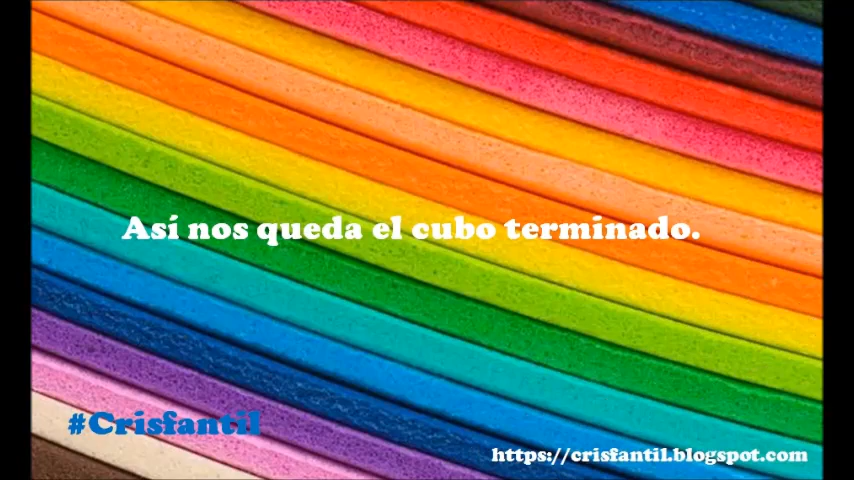 Así nos queda el cubo terminado.
#Crisfantil
https://crisfantil.blogspot.com